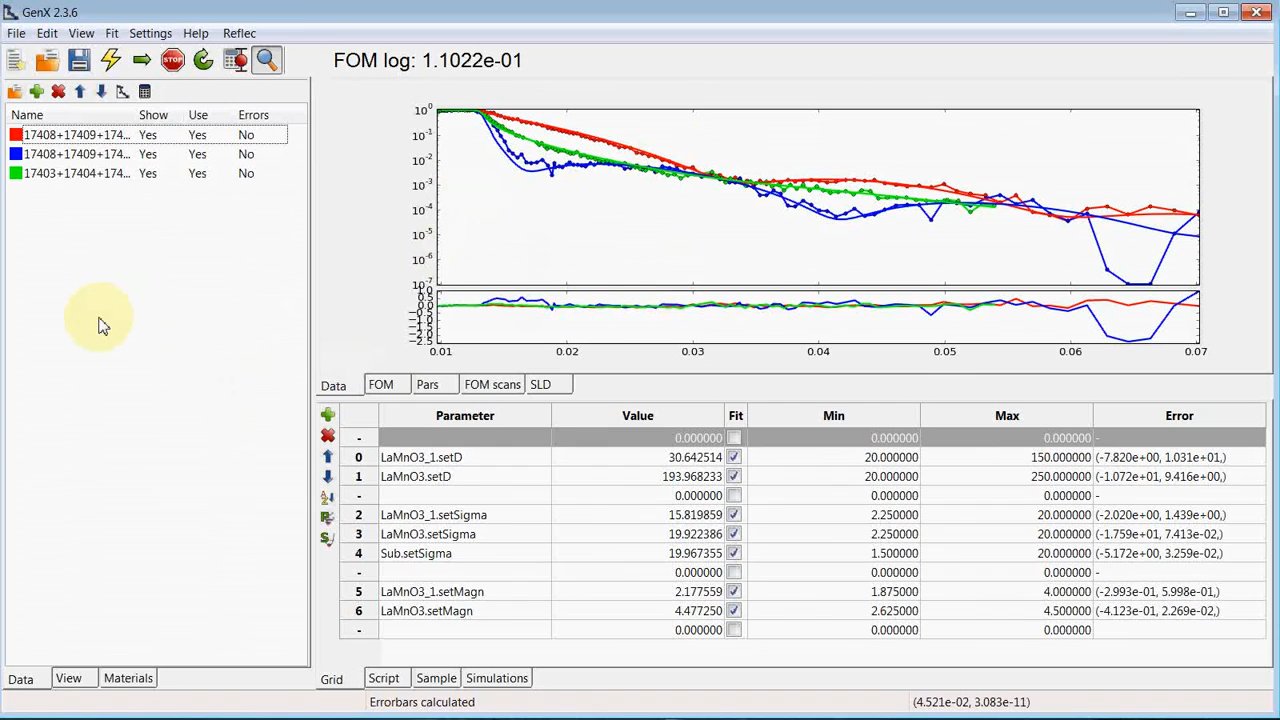 GenX 2.3.6
File Edit View Fit Settings Help Reflec
FOM log: 1.1022e-01
Name Show Use Errors
17408+17409+174... Yes Yes No
17408+17409+174... Yes Yes No
17403+17404+174... Yes Yes No
10^0
10^-1
10^-2
10^-3
10^-4
10^-5
10^-6
10^-7
1.0
0.5
0.0
−0.5
−1.0
−1.5
−2.0
−2.5
0.01 0.02 0.03 0.04 0.05 0.06 0.07
Data FOM Pars FOM scans SLD
Parameter Value Fit Min Max Error
- 0.000000 0.000000 0.000000 -
0 LaMnO3_1.setD 30.642514 20.000000 150.000000 (-7.820e+00, 1.031e+01,)
1 LaMnO3.setD 193.968233 20.000000 250.000000 (-1.072e+01, 9.416e+00,)
- 0.000000 0.000000 0.000000 -
2 LaMnO3_1.setSigma 15.819859 2.250000 20.000000 (-2.020e+00, 1.439e+00,)
3 LaMnO3.setSigma 19.922386 2.250000 20.000000 (-1.759e+01, 7.413e-02,)
4 Sub.setSigma 19.967355 1.500000 20.000000 (-5.172e+00, 3.259e-02,)
- 0.000000 0.000000 0.000000 -
5 LaMnO3_1.setMagn 2.177559 1.875000 4.000000 (-2.993e-01, 5.998e-01,)
6 LaMnO3.setMagn 4.477250 2.625000 4.500000 (-4.123e-01, 2.269e-02,)
- 0.000000 0.000000 0.000000
Data View Materials
Grid Script Sample Simulations
Errorbars calculated (4.521e-02, 3.083e-11)